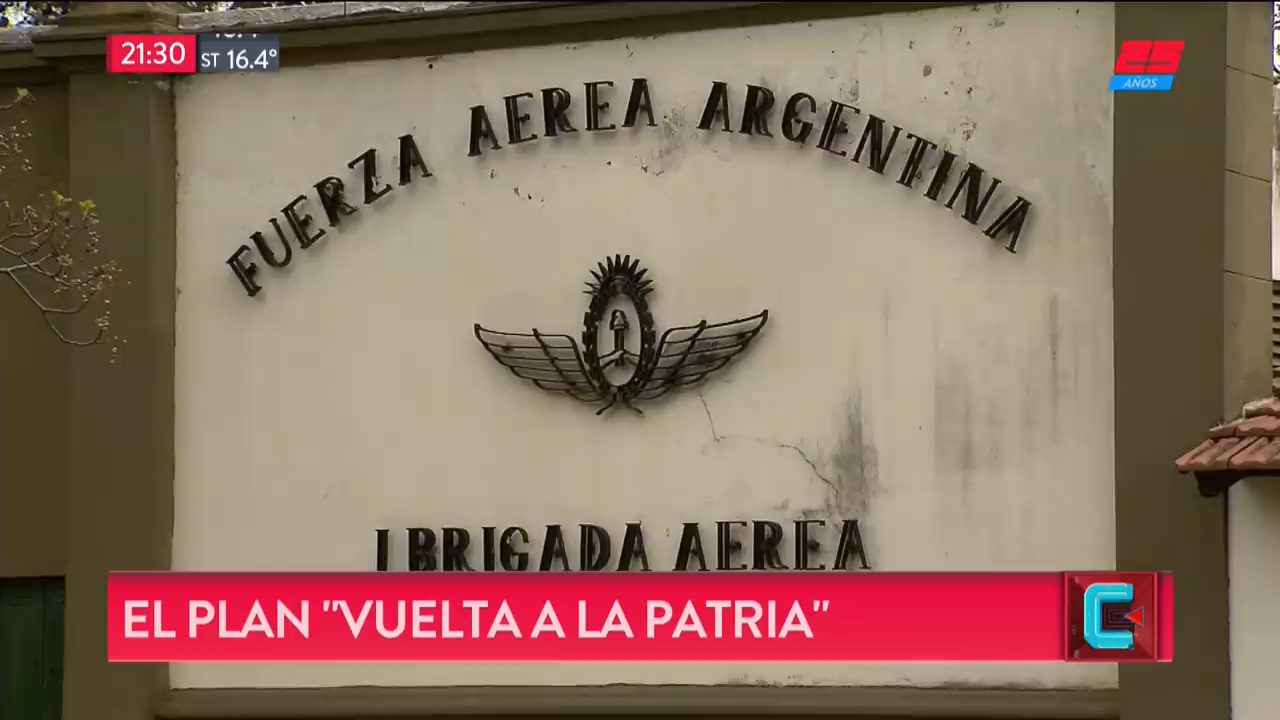 21:30
ST 16.4°
25
AÑOS
FUERZA AEREA ARGENTINA
I BRIGADA AEREA
EL PLAN "VUELTA A LA PATRIA"
C